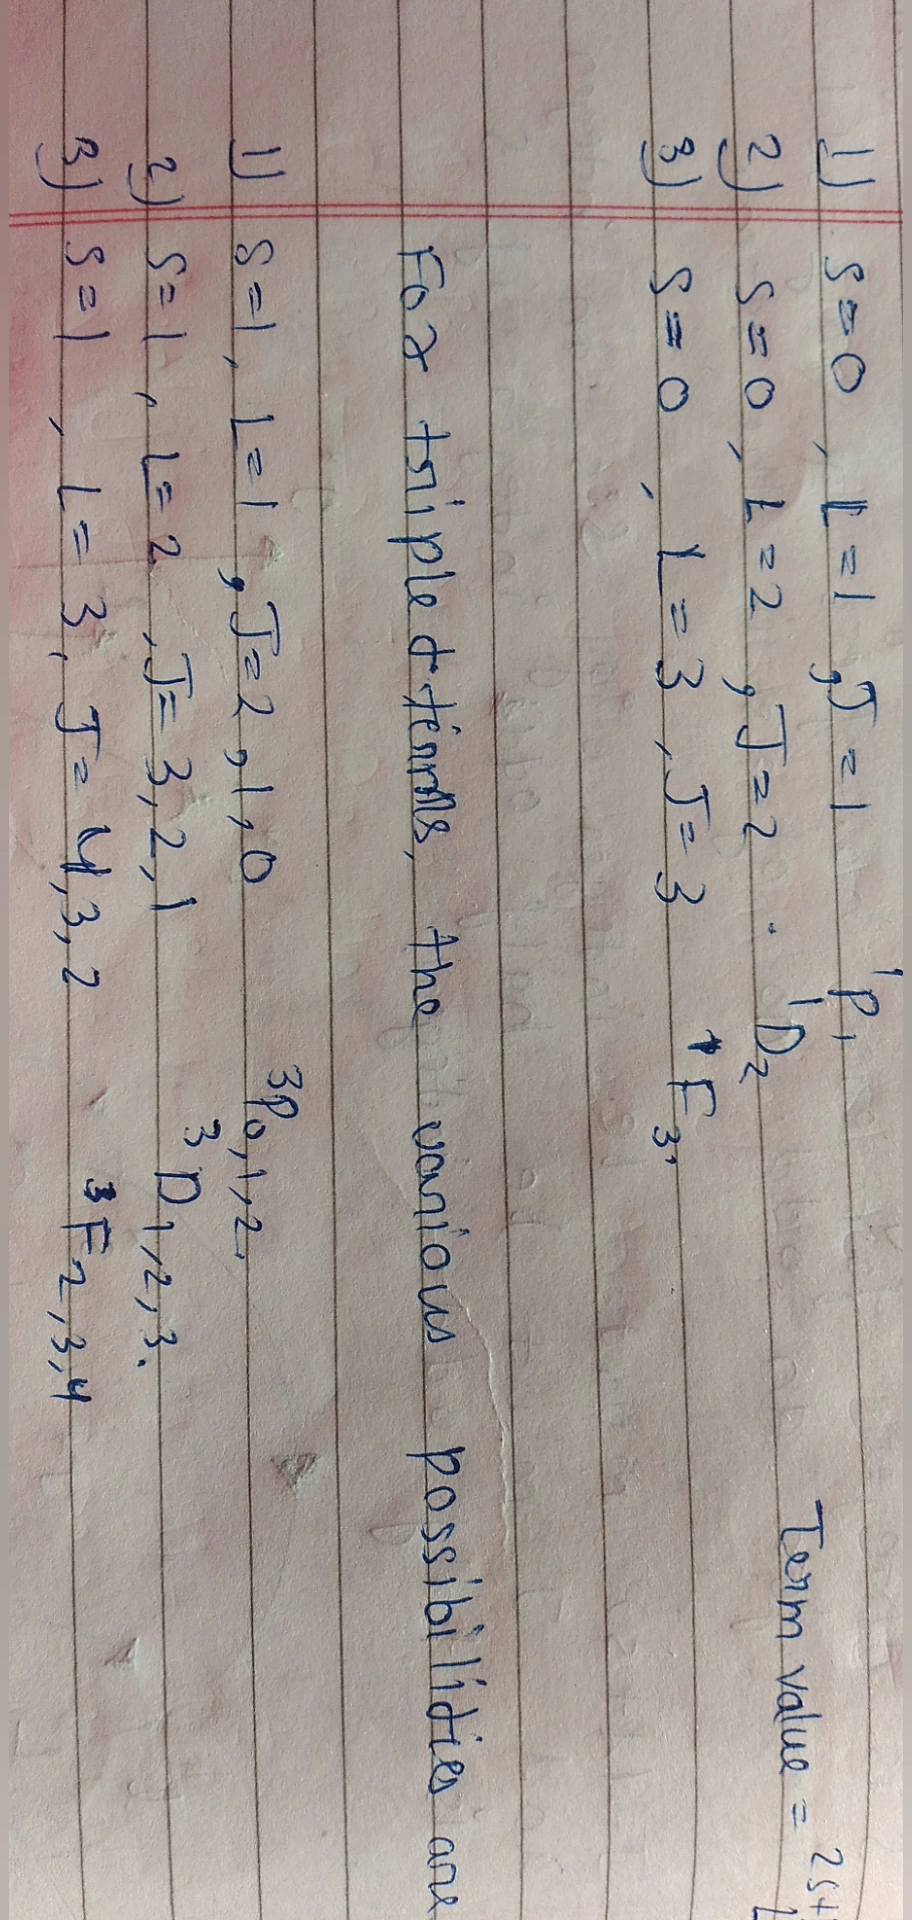 Term value = 2S+
L
1) S=0, L=1, J=1 ¹P₁
2) S=0, L=2, J=2. ¹D₂
3) S=0, L=3, J=3 ¹F₃.
For triplet terms, the various possibilities are
1) S=1, L=1, J=2,1,0 ³P₀,₁,₂.
2) S=1, L=2, J=3,2,1 ³D₁,₂,₃.
3) S=1, L=3, J=4,3,2 ³F₂,₃,₄